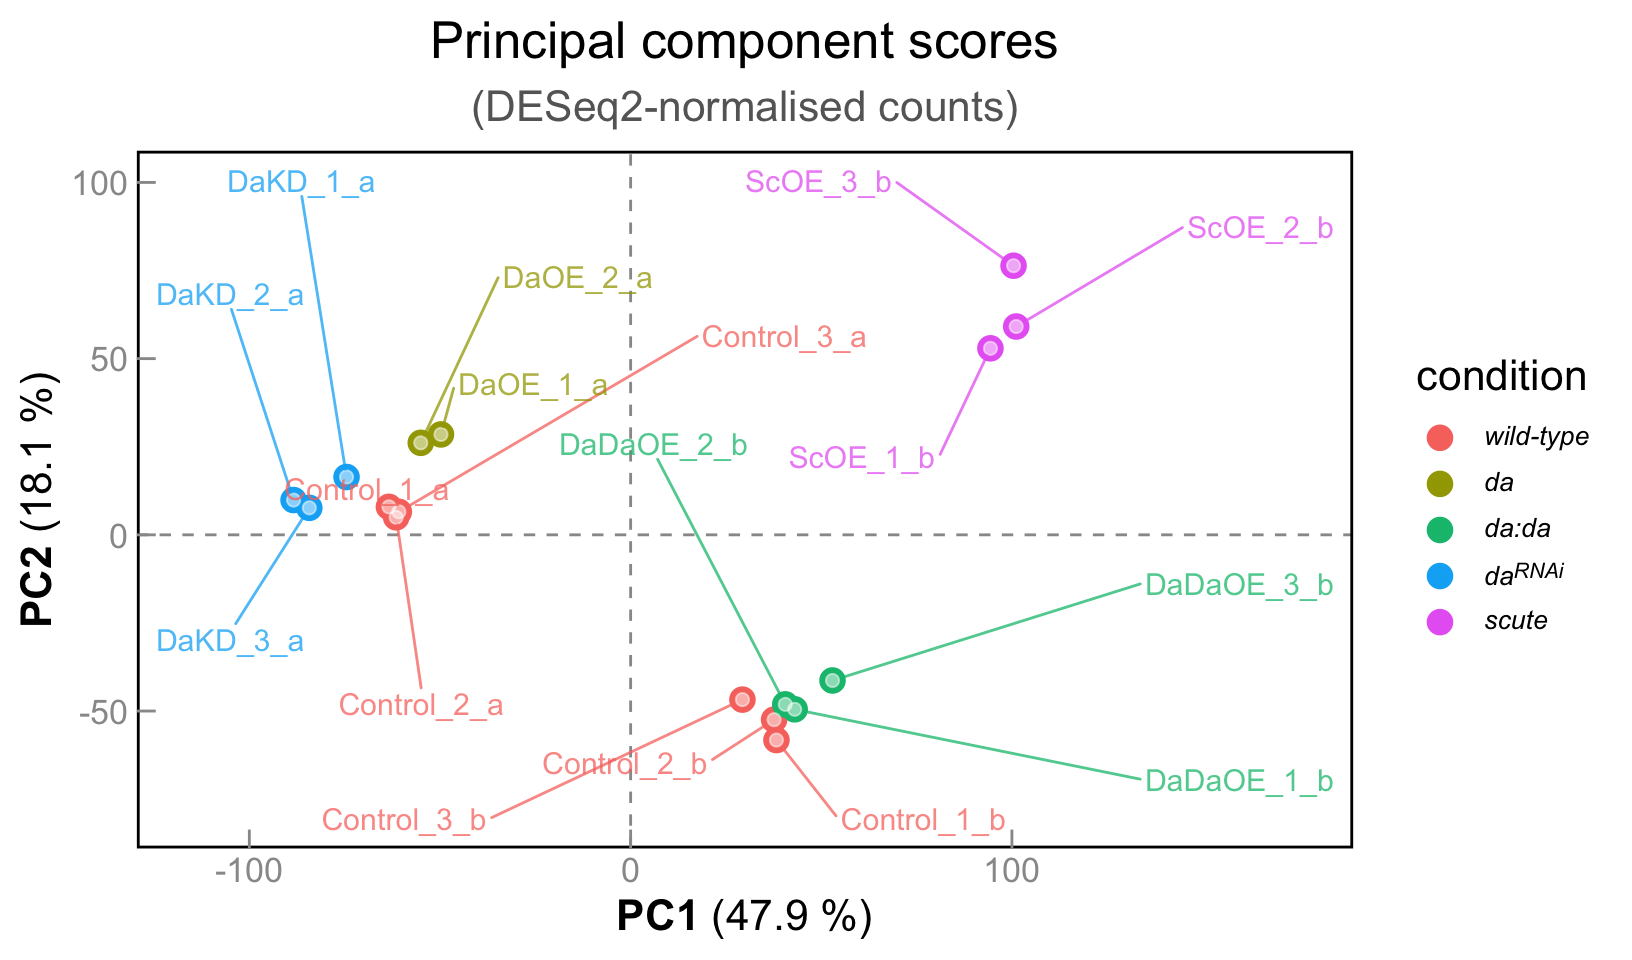 Principal component scores
(DESeq2-normalised counts)
100
50
0
-50
PC2 (18.1 %)
DaKD_1_a
ScOE_3_b
ScOE_2_b
DaOE_2_a
DaKD_2_a
Control_3_a
DaOE_1_a
DaDaOE_2_b
ScOE_1_b
Control_1_a
DaDaOE_3_b
DaKD_3_a
Control_2_a
Control_2_b
DaDaOE_1_b
Control_3_b
Control_1_b
-100
0
100
PC1 (47.9 %)
condition
wild-type
da
da:da
daRNAi
scute